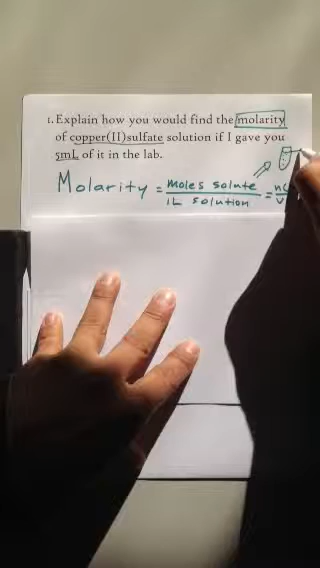 1. Explain how you would find the molarity
of copper(II)sulfate solution if I gave you
5mL of it in the lab.
Molarity = moles solute / 1L solution =